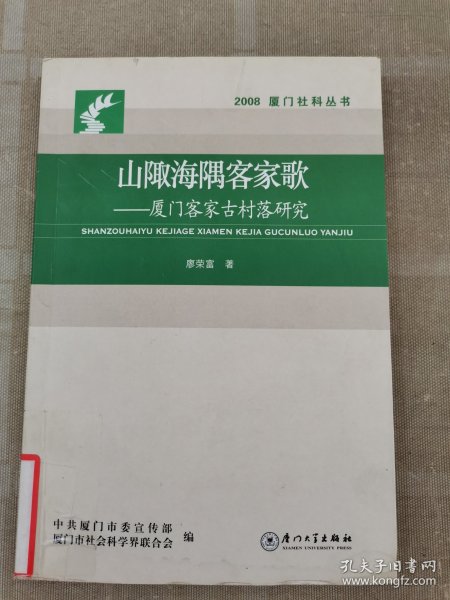 2008 厦门社科丛书
山陬海隅客家歌
——厦门客家古村落研究
SHANZOUHAIYU KEJIAGE XIAMEN KEJIA GUCUNLUO YANJIU
廖荣富 著
中共厦门市委宣传部
厦门市社会科学界联合会 编
厦门大学出版社
XIAMEN UNIVERSITY PRESS
孔夫子旧书网
www.kongfz.com